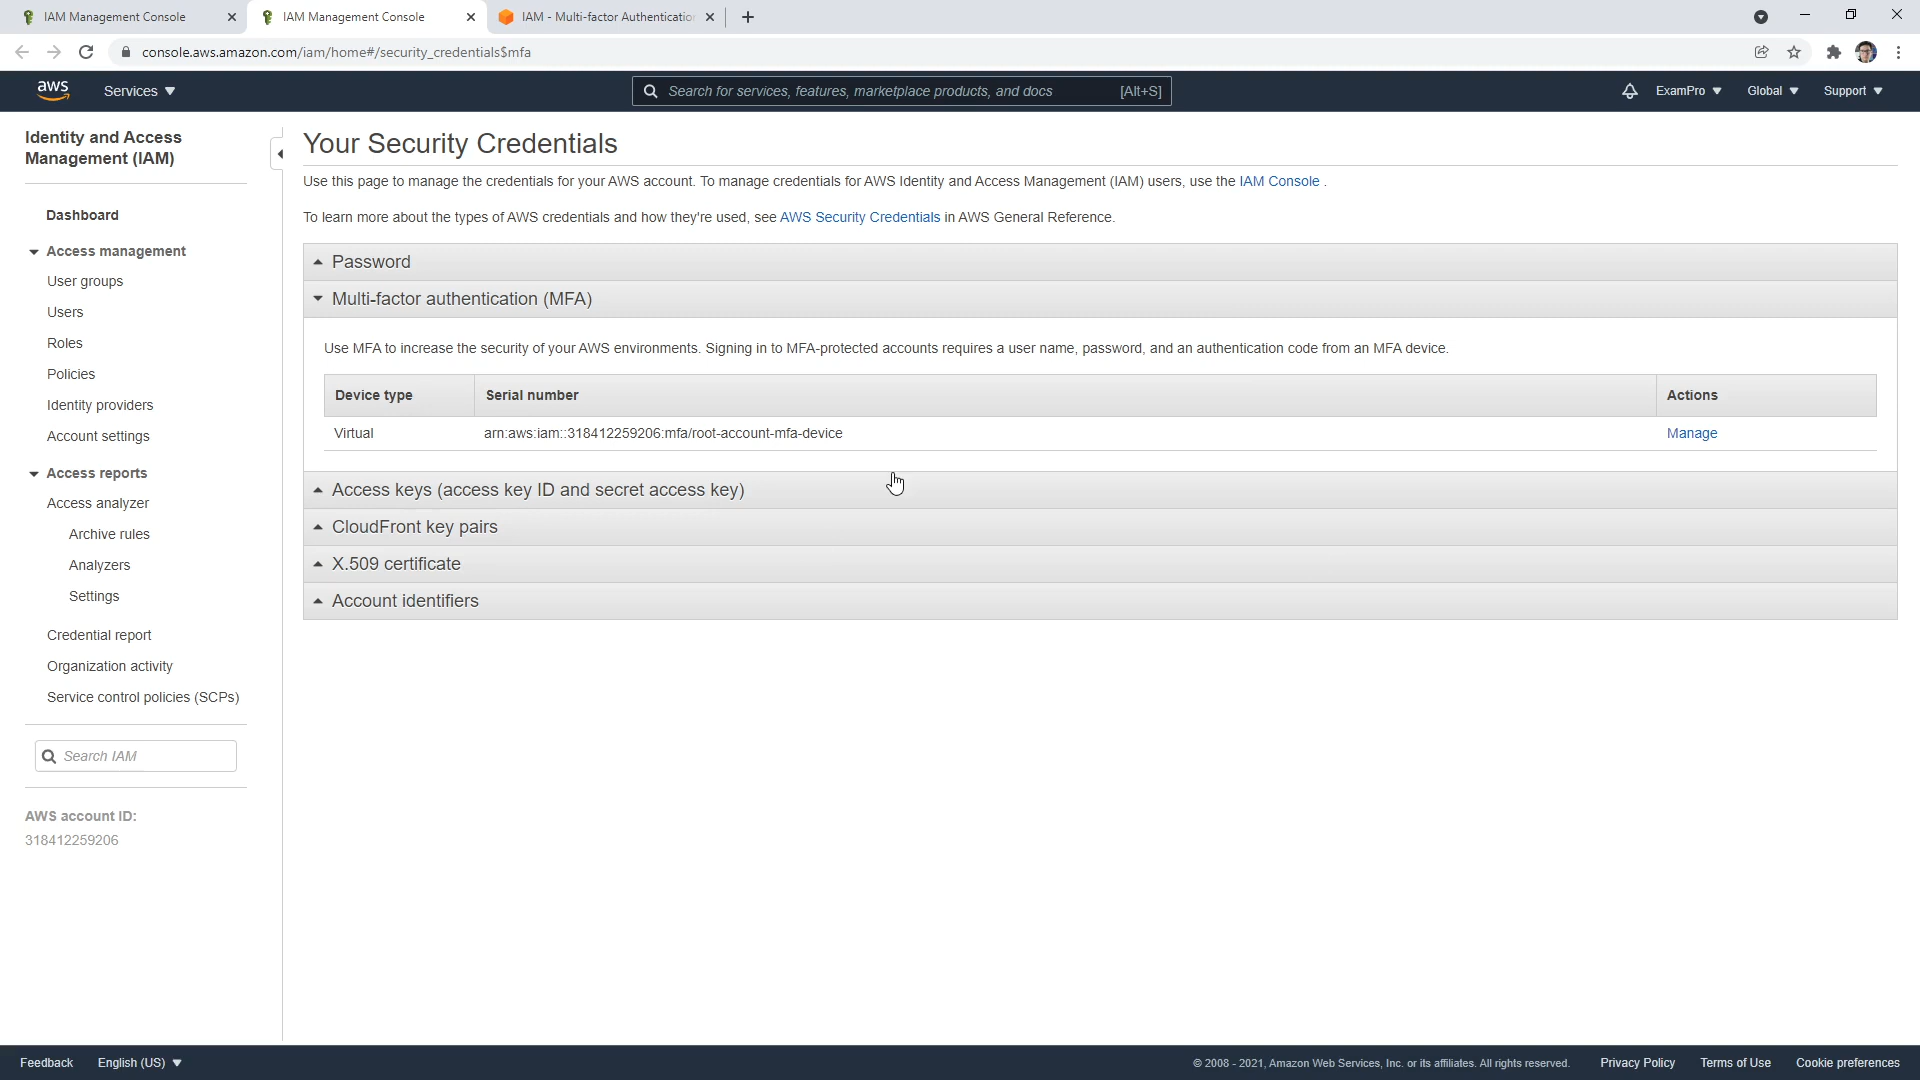 IAM Management Console
IAM Management Console
IAM - Multi-factor Authentication
console.aws.amazon.com/iam/home#/security_credentials$mfa
aws
Services
Search for services, features, marketplace products, and docs [Alt+S]
ExamPro
Global
Support
Identity and Access
Management (IAM)
Dashboard
Access management
User groups
Users
Roles
Policies
Identity providers
Account settings
Access reports
Access analyzer
Archive rules
Analyzers
Settings
Credential report
Organization activity
Service control policies (SCPs)
Search IAM
AWS account ID:
318412259206
Your Security Credentials
Use this page to manage the credentials for your AWS account. To manage credentials for AWS Identity and Access Management (IAM) users, use the IAM Console .
To learn more about the types of AWS credentials and how they're used, see AWS Security Credentials in AWS General Reference.
Password
Multi-factor authentication (MFA)
Use MFA to increase the security of your AWS environments. Signing in to MFA-protected accounts requires a user name, password, and an authentication code from an MFA device.
Device type Serial number Actions
Virtual arn:aws:iam::318412259206:mfa/root-account-mfa-device Manage
Access keys (access key ID and secret access key)
CloudFront key pairs
X.509 certificate
Account identifiers
Feedback
English (US)
© 2008 - 2021, Amazon Web Services, Inc. or its affiliates. All rights reserved.
Privacy Policy
Terms of Use
Cookie preferences